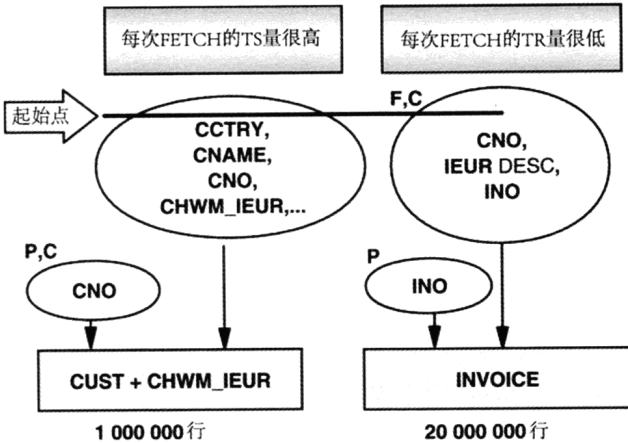 每次FETCH的TS量很高
每次FETCH的TR量很低
起始点
F,C
CCTRY,
CNAME,
CNO,
CHWM_IEUR,...
CNO,
IEUR DESC,
INO
P,C
CNO
P
INO
CUST + CHWM_IEUR
INVOICE
1 000 000行
20 000 000行